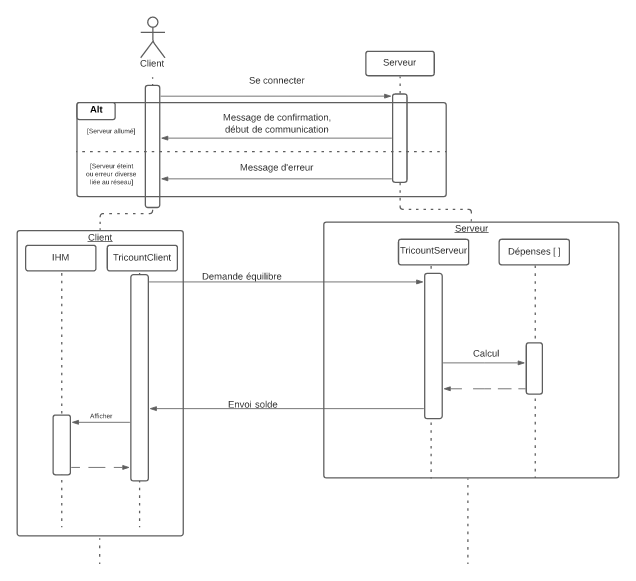 Client
Serveur
Se connecter
Alt
[Serveur allumé]
Message de confirmation,
début de communication
[Serveur éteint
ou erreur diverse
liée au réseau]
Message d'erreur
Client
Serveur
IHM
TricountClient
TricountServeur
Dépenses [ ]
Demande équilibre
Calcul
Envoi solde
Afficher